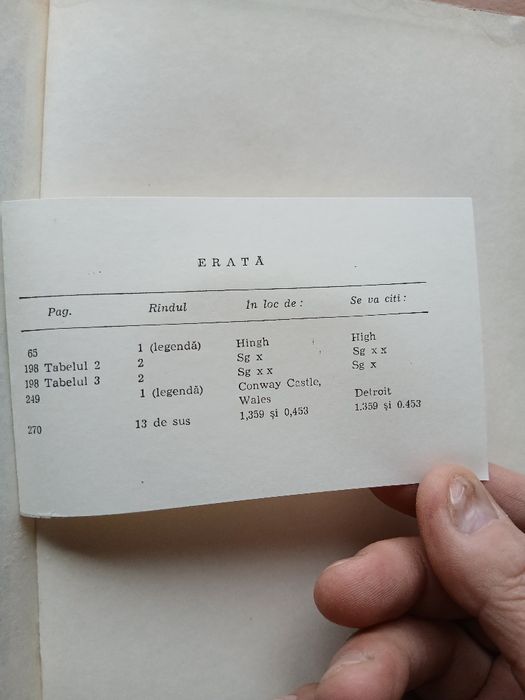 ERATĂ
Pag. Rîndul In loc de: Se va citi:
65 1 (legendă) Hingh High
198 Tabelul 2 2 Sg x Sg x x
198 Tabelul 3 2 Sg x x Sg x
249 1 (legendă) Conway Castle, Detroit
Wales
270 13 de sus 1,359 și 0,453 1.359 și 0.453